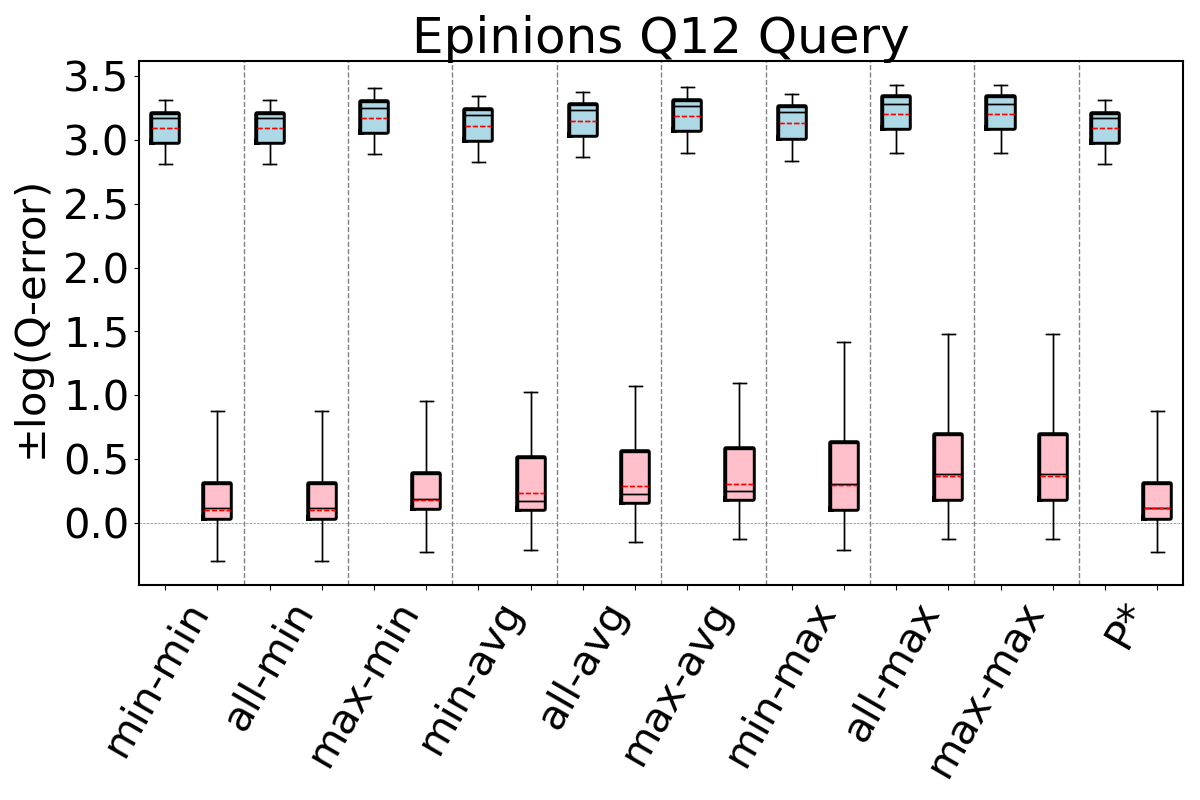 Epinions Q12 Query
±log(Q-error)
3.5
3.0
2.5
2.0
1.5
1.0
0.5
0.0
min-min
all-min
max-min
min-avg
all-avg
max-avg
min-max
all-max
max-max
P*